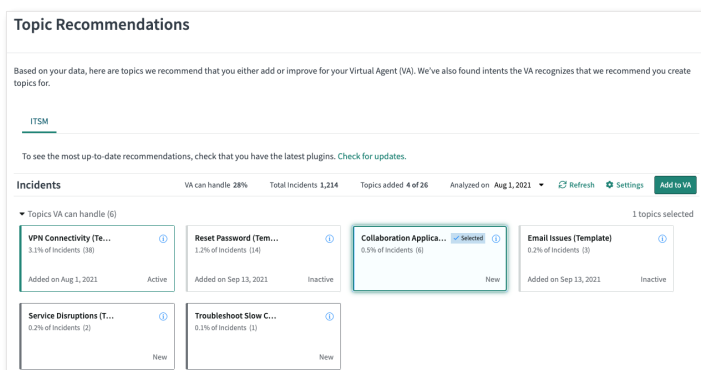 Topic Recommendations
Based on your data, here are topics we recommend that you either add or improve for your Virtual Agent (VA). We've also found intents the VA recognizes that we recommend you create
topics for.
ITSM
To see the most up-to-date recommendations, check that you have the latest plugins. Check for updates.
Incidents VA can handle 28% Total Incidents 1,214 Topics added 4 of 26 Analyzed on Aug 1, 2021 Refresh Settings Add to VA
Topics VA can handle (6) 1 topics selected
VPN Connectivity (Te...
3.1% of Incidents (38)
Added on Aug 1, 2021 Active
Reset Password (Tem...
1.2% of Incidents (14)
Added on Sep 13, 2021 Inactive
Collaboration Applica... Selected
0.5% of Incidents (6)
New
Email Issues (Template)
0.2% of Incidents (3)
Added on Sep 13, 2021 Inactive
Service Disruptions (T...
0.2% of Incidents (2)
New
Troubleshoot Slow C...
0.1% of Incidents (1)
New